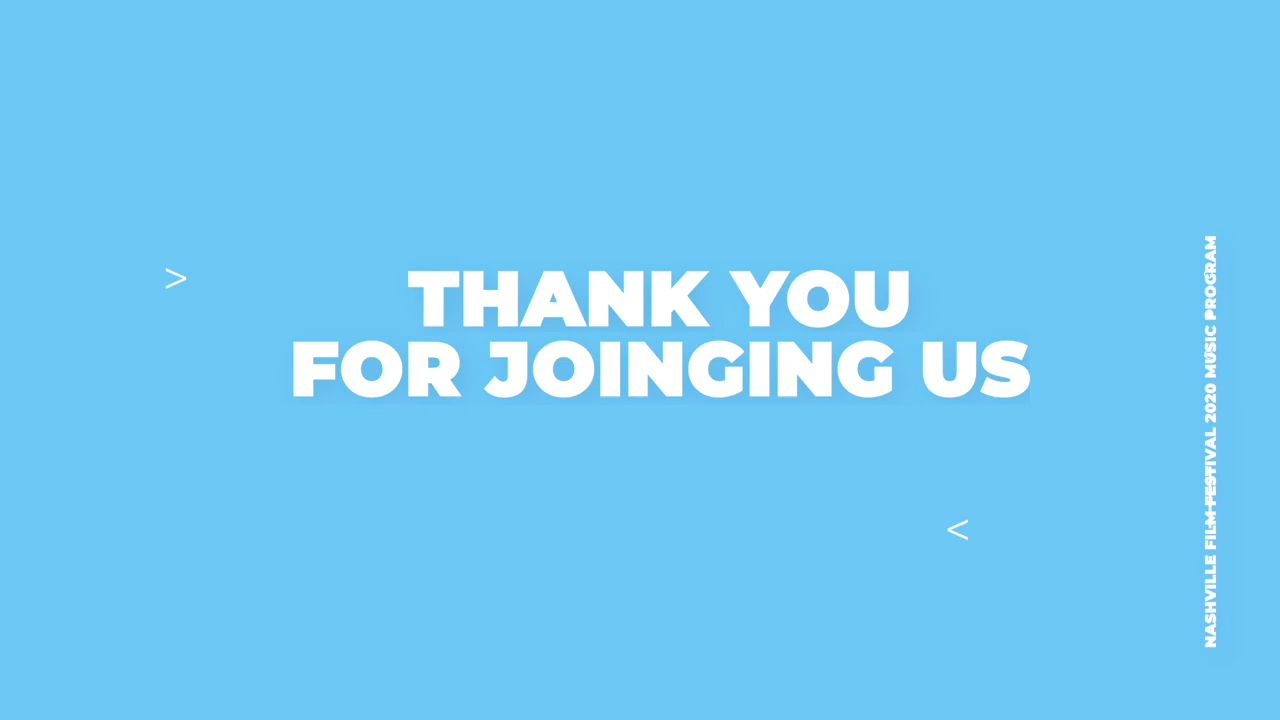 >
THANK YOU
FOR JOINGING US
<
NASHVILLE FILM FESTIVAL 2020 MUSIC PROGRAM